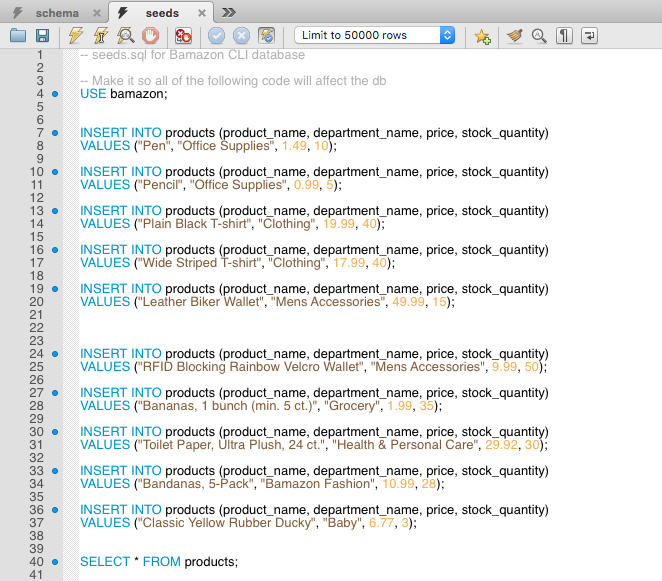 schema
seeds
Limit to 50000 rows
1 -- seeds.sql for Bamazon CLI database
2
3 -- Make it so all of the following code will affect the db
4 USE bamazon;
5
6
7 INSERT INTO products (product_name, department_name, price, stock_quantity)
8 VALUES ("Pen", "Office Supplies", 1.49, 10);
9
10 INSERT INTO products (product_name, department_name, price, stock_quantity)
11 VALUES ("Pencil", "Office Supplies", 0.99, 5);
12
13 INSERT INTO products (product_name, department_name, price, stock_quantity)
14 VALUES ("Plain Black T-shirt", "Clothing", 19.99, 40);
15
16 INSERT INTO products (product_name, department_name, price, stock_quantity)
17 VALUES ("Wide Striped T-shirt", "Clothing", 17.99, 40);
18
19 INSERT INTO products (product_name, department_name, price, stock_quantity)
20 VALUES ("Leather Biker Wallet", "Mens Accessories", 49.99, 15);
21
22
23
24 INSERT INTO products (product_name, department_name, price, stock_quantity)
25 VALUES ("RFID Blocking Rainbow Velcro Wallet", "Mens Accessories", 9.99, 50);
26
27 INSERT INTO products (product_name, department_name, price, stock_quantity)
28 VALUES ("Bananas, 1 bunch (min. 5 ct.)", "Grocery", 1.99, 35);
29
30 INSERT INTO products (product_name, department_name, price, stock_quantity)
31 VALUES ("Toilet Paper, Ultra Plush, 24 ct.", "Health & Personal Care", 29.92, 30);
32
33 INSERT INTO products (product_name, department_name, price, stock_quantity)
34 VALUES ("Bandanas, 5-Pack", "Bamazon Fashion", 10.99, 28);
35
36 INSERT INTO products (product_name, department_name, price, stock_quantity)
37 VALUES ("Classic Yellow Rubber Ducky", "Baby", 6.77, 3);
38
39
40 SELECT * FROM products;
41